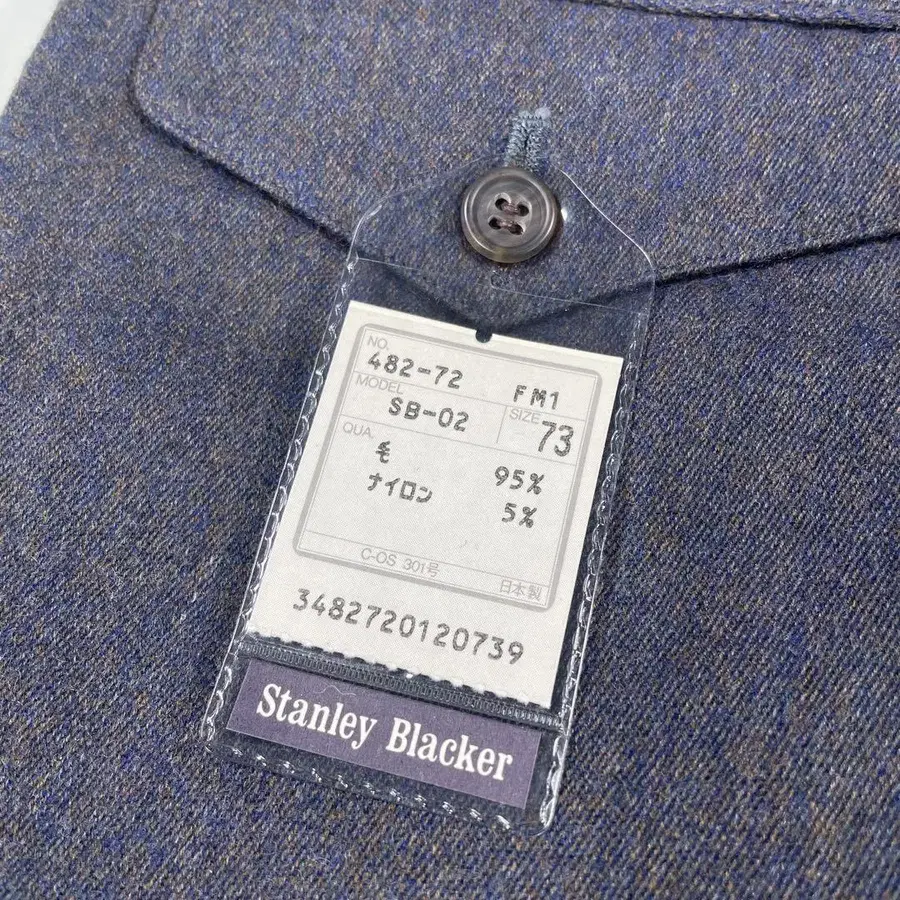 NO.
482-72 FM1
MODEL
SB-02 SIZE 73
QUA.
毛 95%
ナイロン 5%
C-OS 301号 日本製
3482720120739
Stanley Blacker